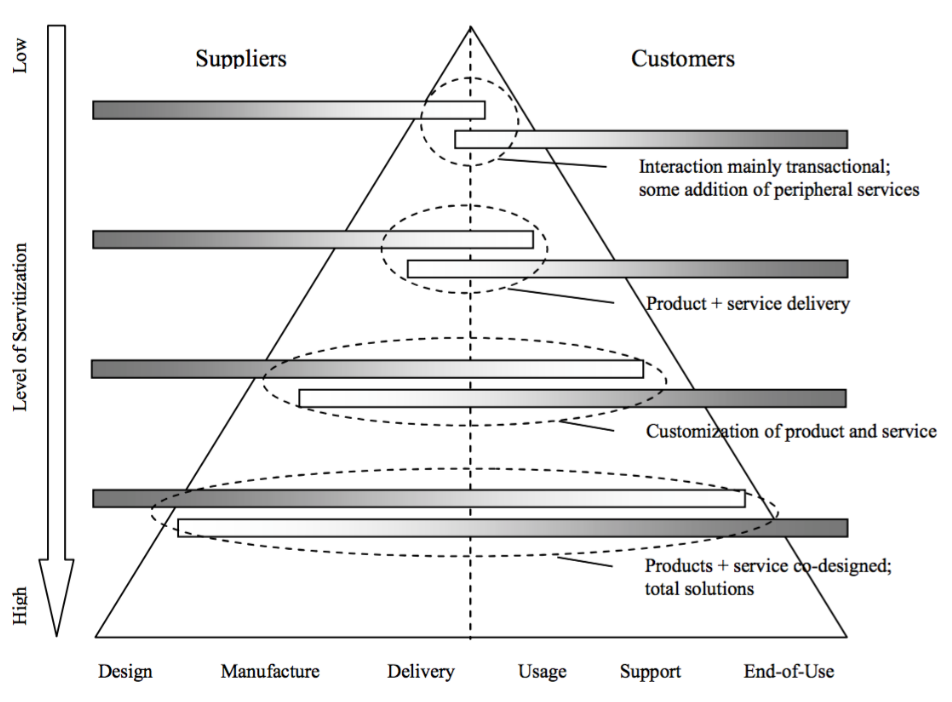 Low
Suppliers
Customers
Interaction mainly transactional;
some addition of peripheral services
Level of Servitization
Product + service delivery
Customization of product and service
Products + service co-designed;
total solutions
High
Design
Manufacture
Delivery
Usage
Support
End-of-Use